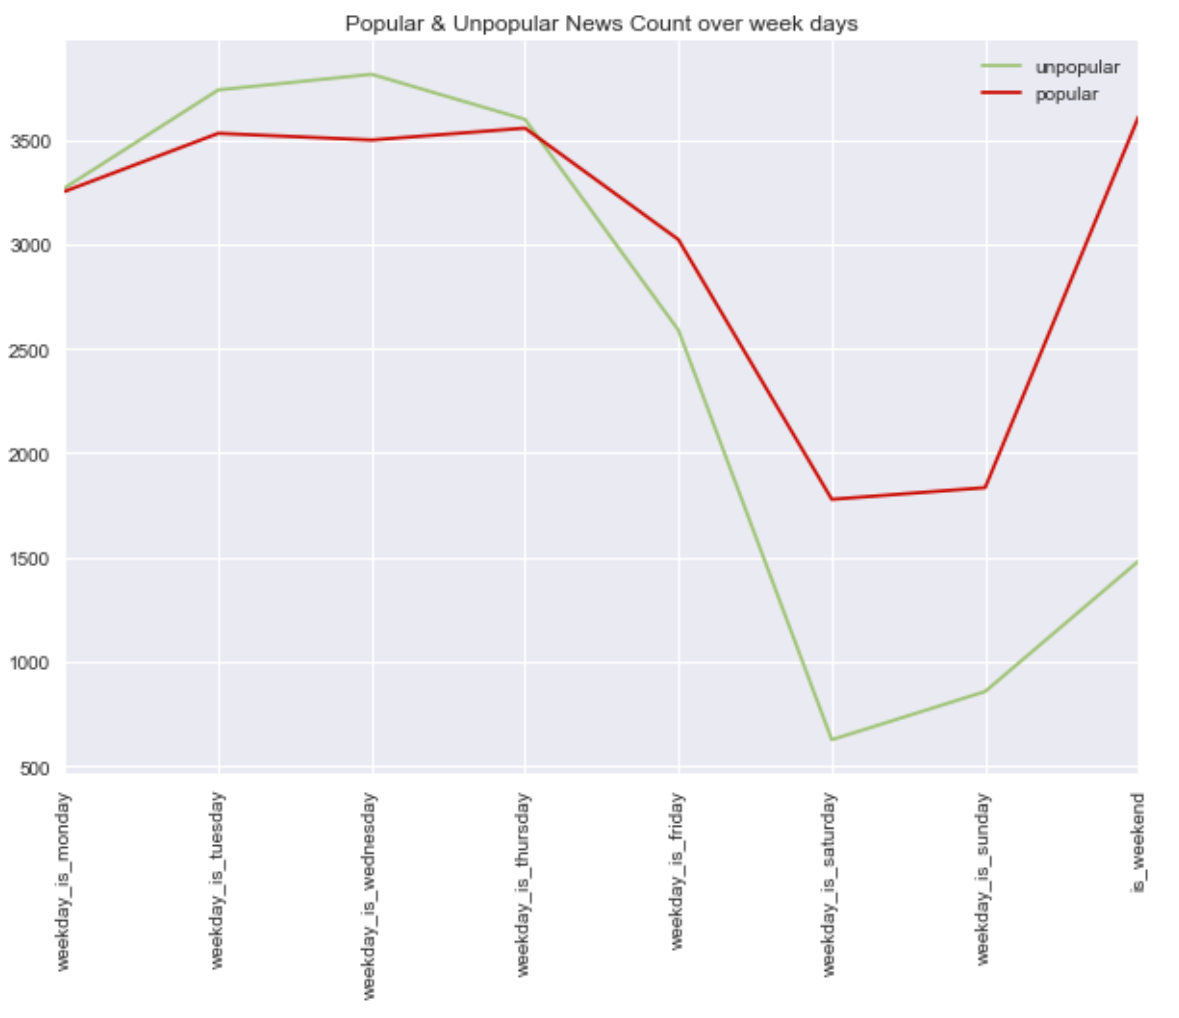 Popular & Unpopular News Count over week days
unpopular
popular
3500
3000
2500
2000
1500
1000
500
weekday_is_monday
weekday_is_tuesday
weekday_is_wednesday
weekday_is_thursday
weekday_is_friday
weekday_is_saturday
weekday_is_sunday
is_weekend